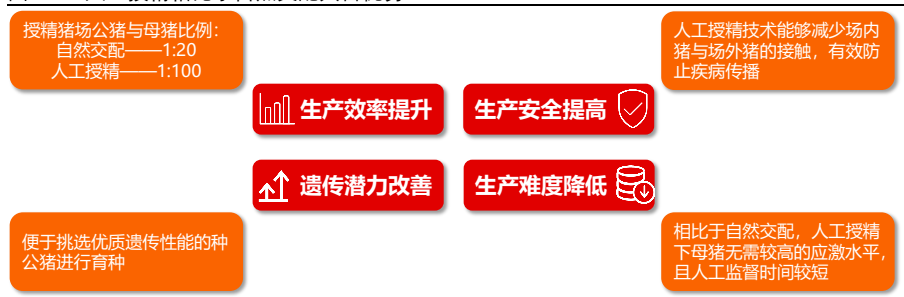 授精猪场公猪与母猪比例：
自然交配——1:20
人工授精——1:100
人工授精技术能够减少场内
猪与场外猪的接触，有效防
止疾病传播
生产效率提升
生产安全提高
遗传潜力改善
生产难度降低
便于挑选优质遗传性能的种
公猪进行育种
相比于自然交配，人工授精
下母猪无需较高的应激水平，
且人工监督时间较短